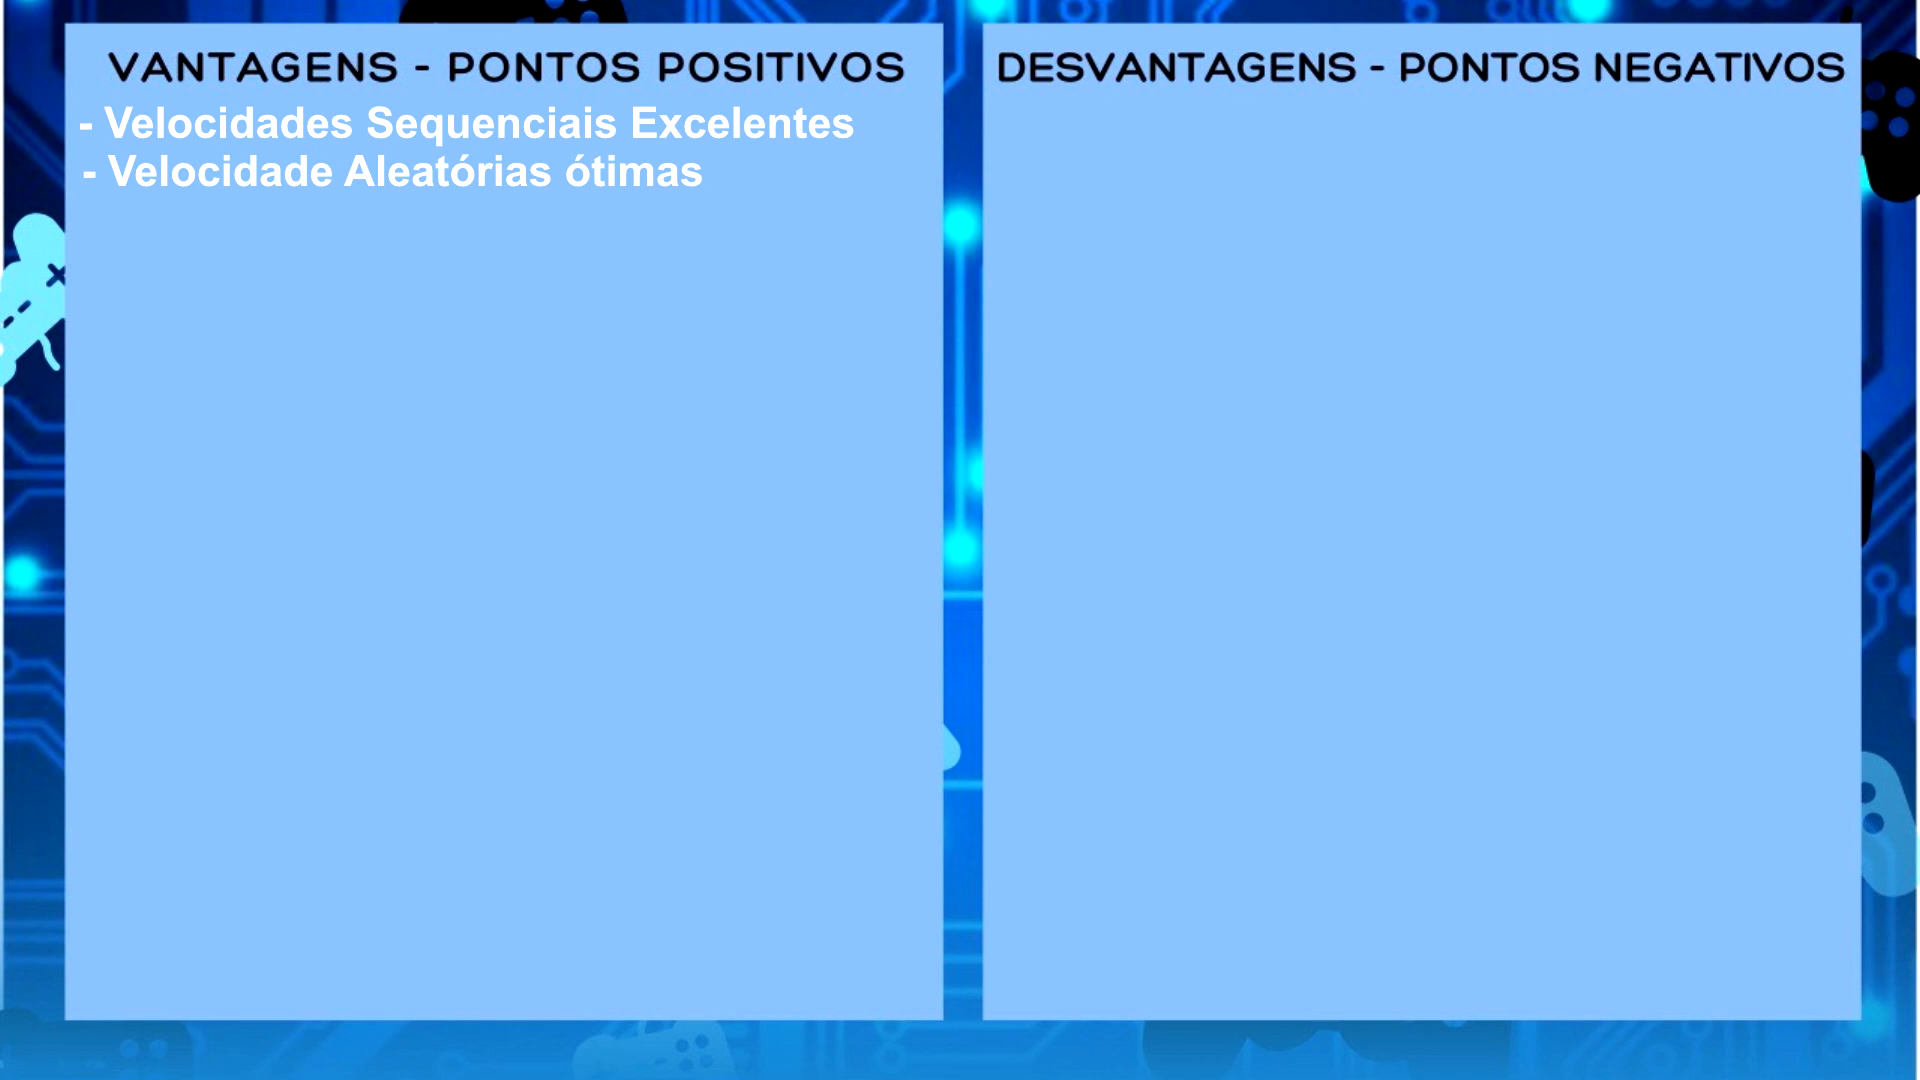 VANTAGENS - PONTOS POSITIVOS
- Velocidades Sequenciais Excelentes
- Velocidade Aleatórias ótimas
DESVANTAGENS - PONTOS NEGATIVOS